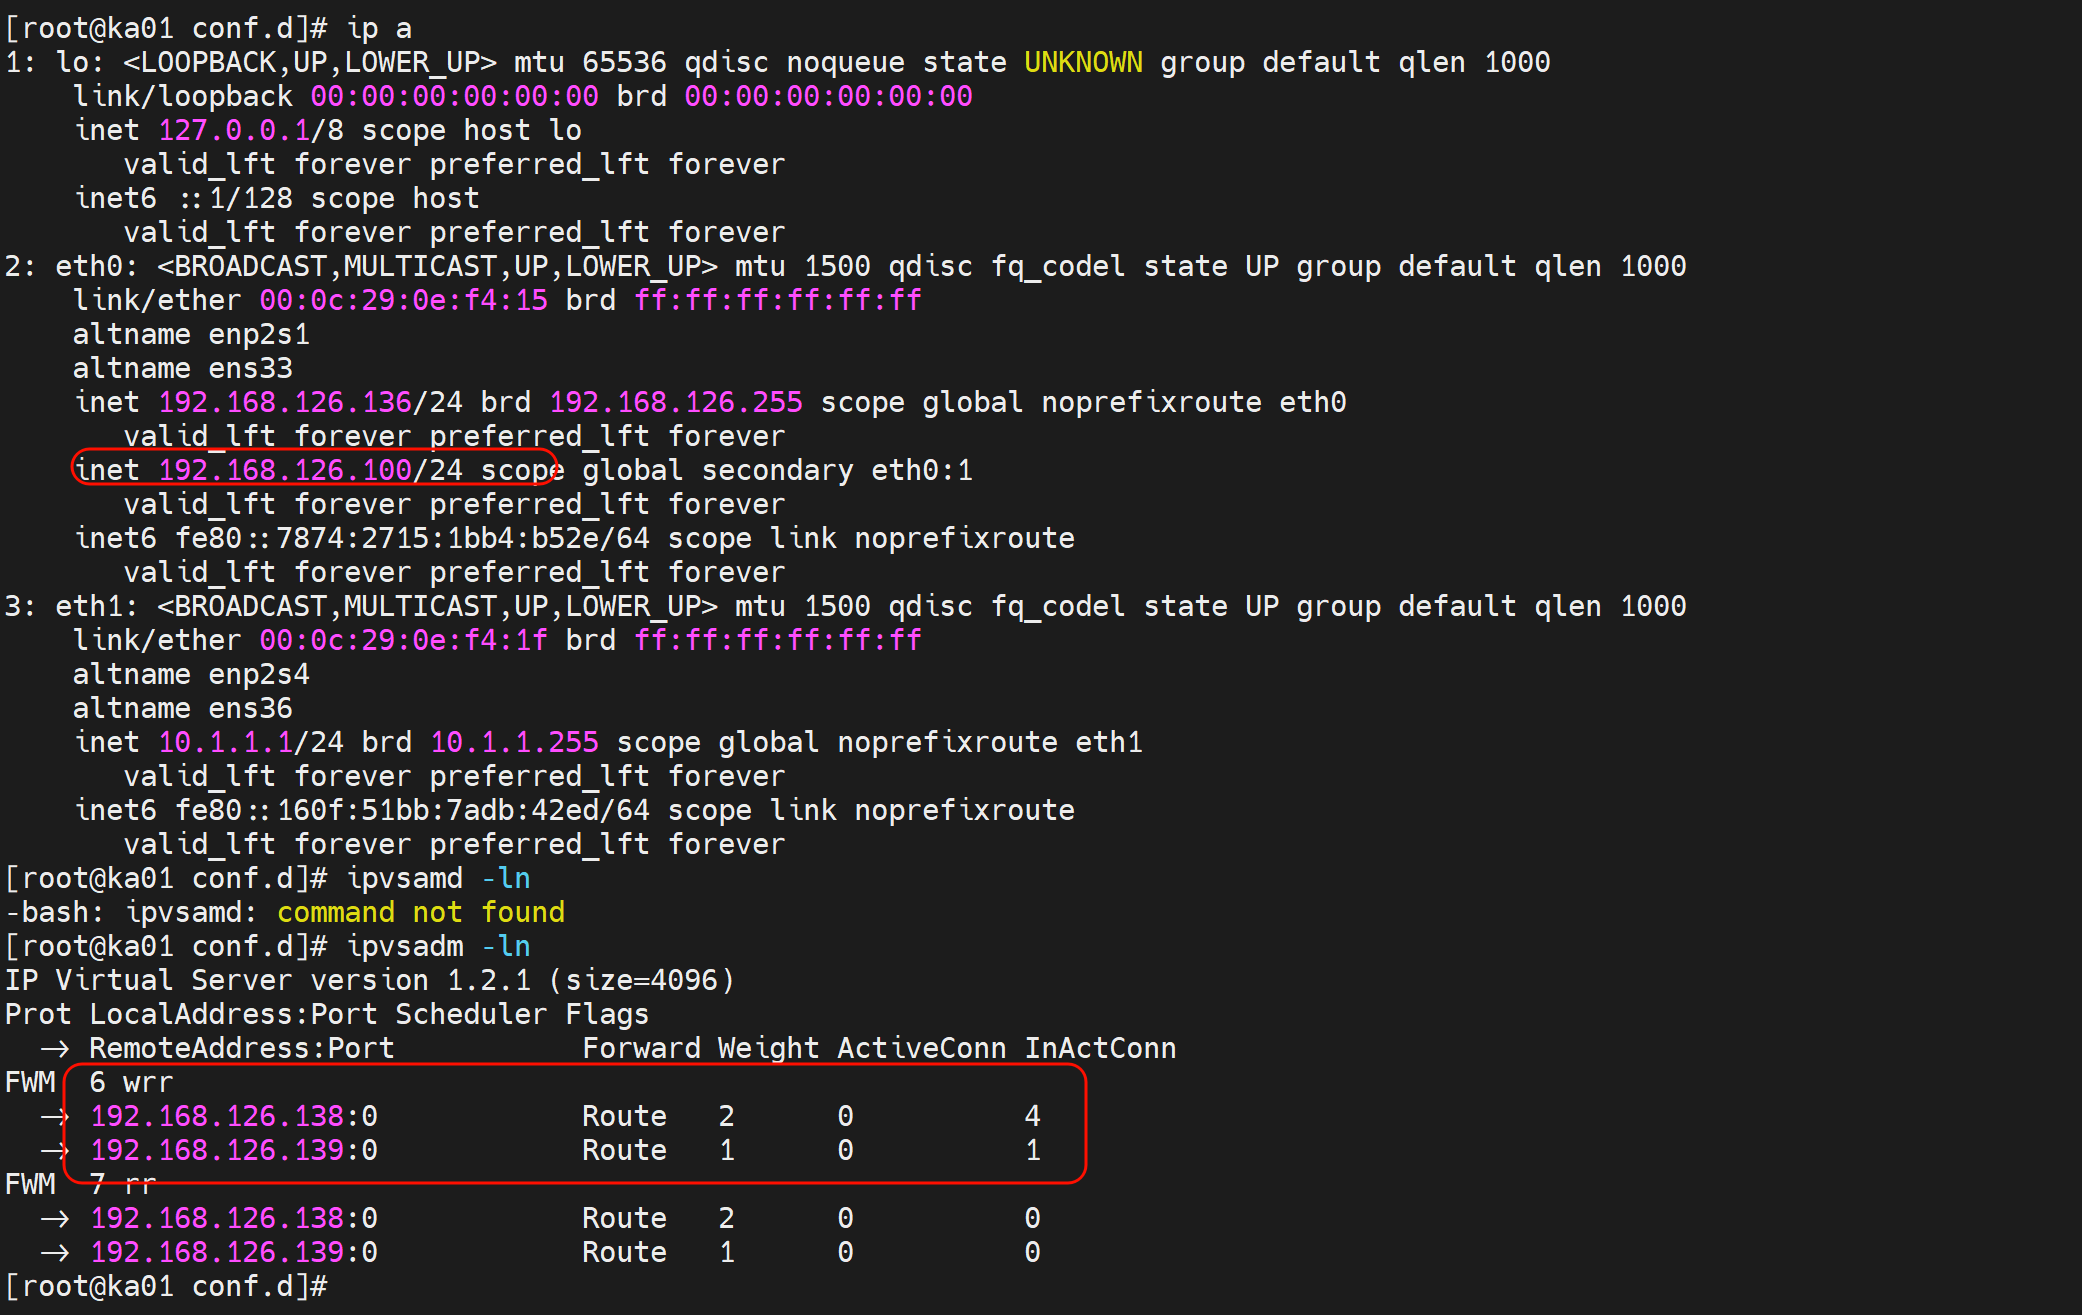 [root@ka01 conf.d]# ip a
1: lo: <LOOPBACK,UP,LOWER_UP> mtu 65536 qdisc noqueue state UNKNOWN group default qlen 1000
    link/loopback 00:00:00:00:00:00 brd 00:00:00:00:00:00
    inet 127.0.0.1/8 scope host lo
       valid_lft forever preferred_lft forever
    inet6 ::1/128 scope host
       valid_lft forever preferred_lft forever
2: eth0: <BROADCAST,MULTICAST,UP,LOWER_UP> mtu 1500 qdisc fq_codel state UP group default qlen 1000
    link/ether 00:0c:29:0e:f4:15 brd ff:ff:ff:ff:ff:ff
    altname enp2s1
    altname ens33
    inet 192.168.126.136/24 brd 192.168.126.255 scope global noprefixroute eth0
       valid_lft forever preferred_lft forever
    inet 192.168.126.100/24 scope global secondary eth0:1
       valid_lft forever preferred_lft forever
    inet6 fe80::7874:2715:1bb4:b52e/64 scope link noprefixroute
       valid_lft forever preferred_lft forever
3: eth1: <BROADCAST,MULTICAST,UP,LOWER_UP> mtu 1500 qdisc fq_codel state UP group default qlen 1000
    link/ether 00:0c:29:0e:f4:1f brd ff:ff:ff:ff:ff:ff
    altname enp2s4
    altname ens36
    inet 10.1.1.1/24 brd 10.1.1.255 scope global noprefixroute eth1
       valid_lft forever preferred_lft forever
    inet6 fe80::160f:51bb:7adb:42ed/64 scope link noprefixroute
       valid_lft forever preferred_lft forever
[root@ka01 conf.d]# ipvsamd -ln
-bash: ipvsamd: command not found
[root@ka01 conf.d]# ipvsadm -ln
IP Virtual Server version 1.2.1 (size=4096)
Prot LocalAddress:Port Scheduler Flags
  -> RemoteAddress:Port           Forward Weight ActiveConn InActConn
FWM  6 wrr
  -> 192.168.126.138:0            Route   2      0          4
  -> 192.168.126.139:0            Route   1      0          1
FWM  7 rr
  -> 192.168.126.138:0            Route   2      0          0
  -> 192.168.126.139:0            Route   1      0          0
[root@ka01 conf.d]#